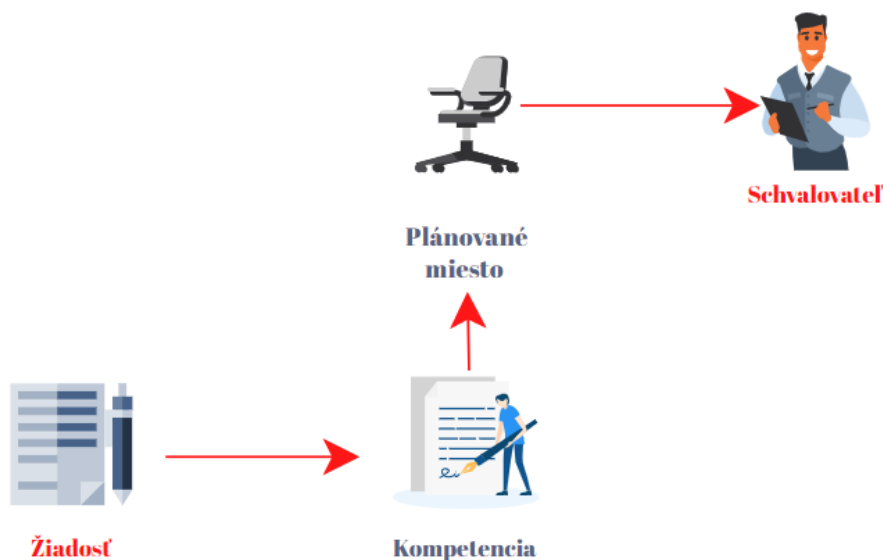 Schvalovateľ
Plánované
miesto
Žiadosť
Kompetencia